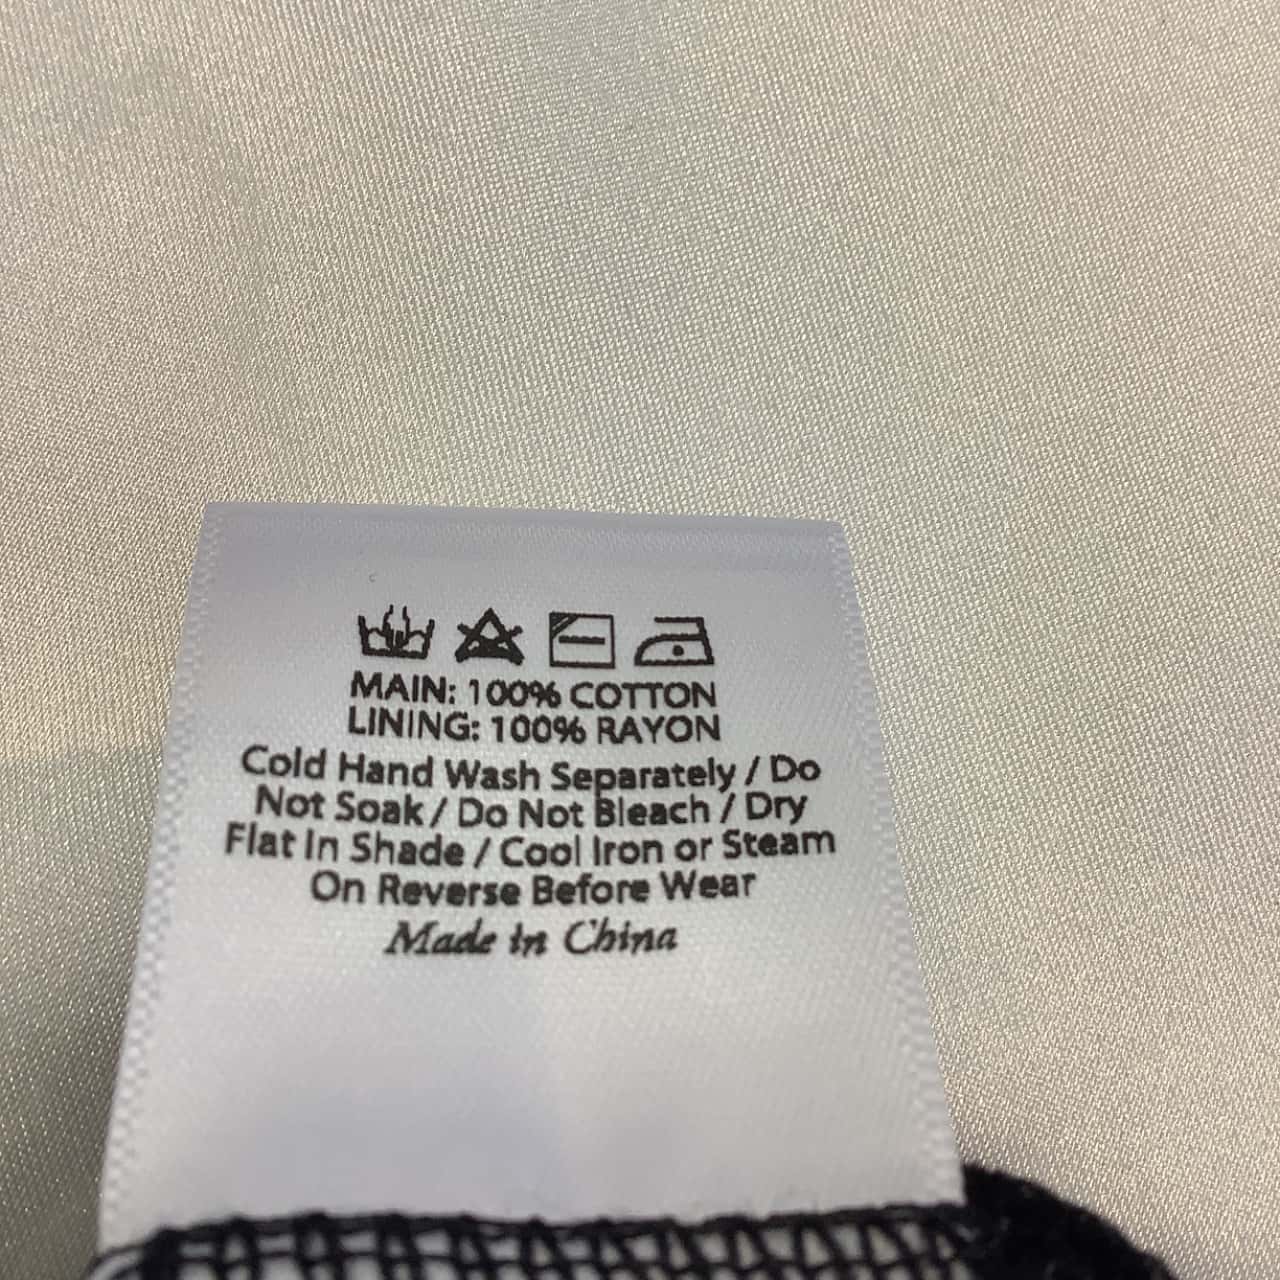 MAIN: 100% COTTON
LINING: 100% RAYON
Cold Hand Wash Separately / Do
Not Soak / Do Not Bleach / Dry
Flat In Shade / Cool Iron or Steam
On Reverse Before Wear
Made in China